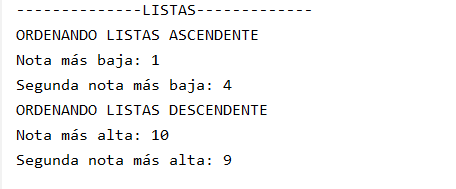 --------------LISTAS-------------
ORDENANDO LISTAS ASCENDENTE
Nota más baja: 1
Segunda nota más baja: 4
ORDENANDO LISTAS DESCENDENTE
Nota más alta: 10
Segunda nota más alta: 9